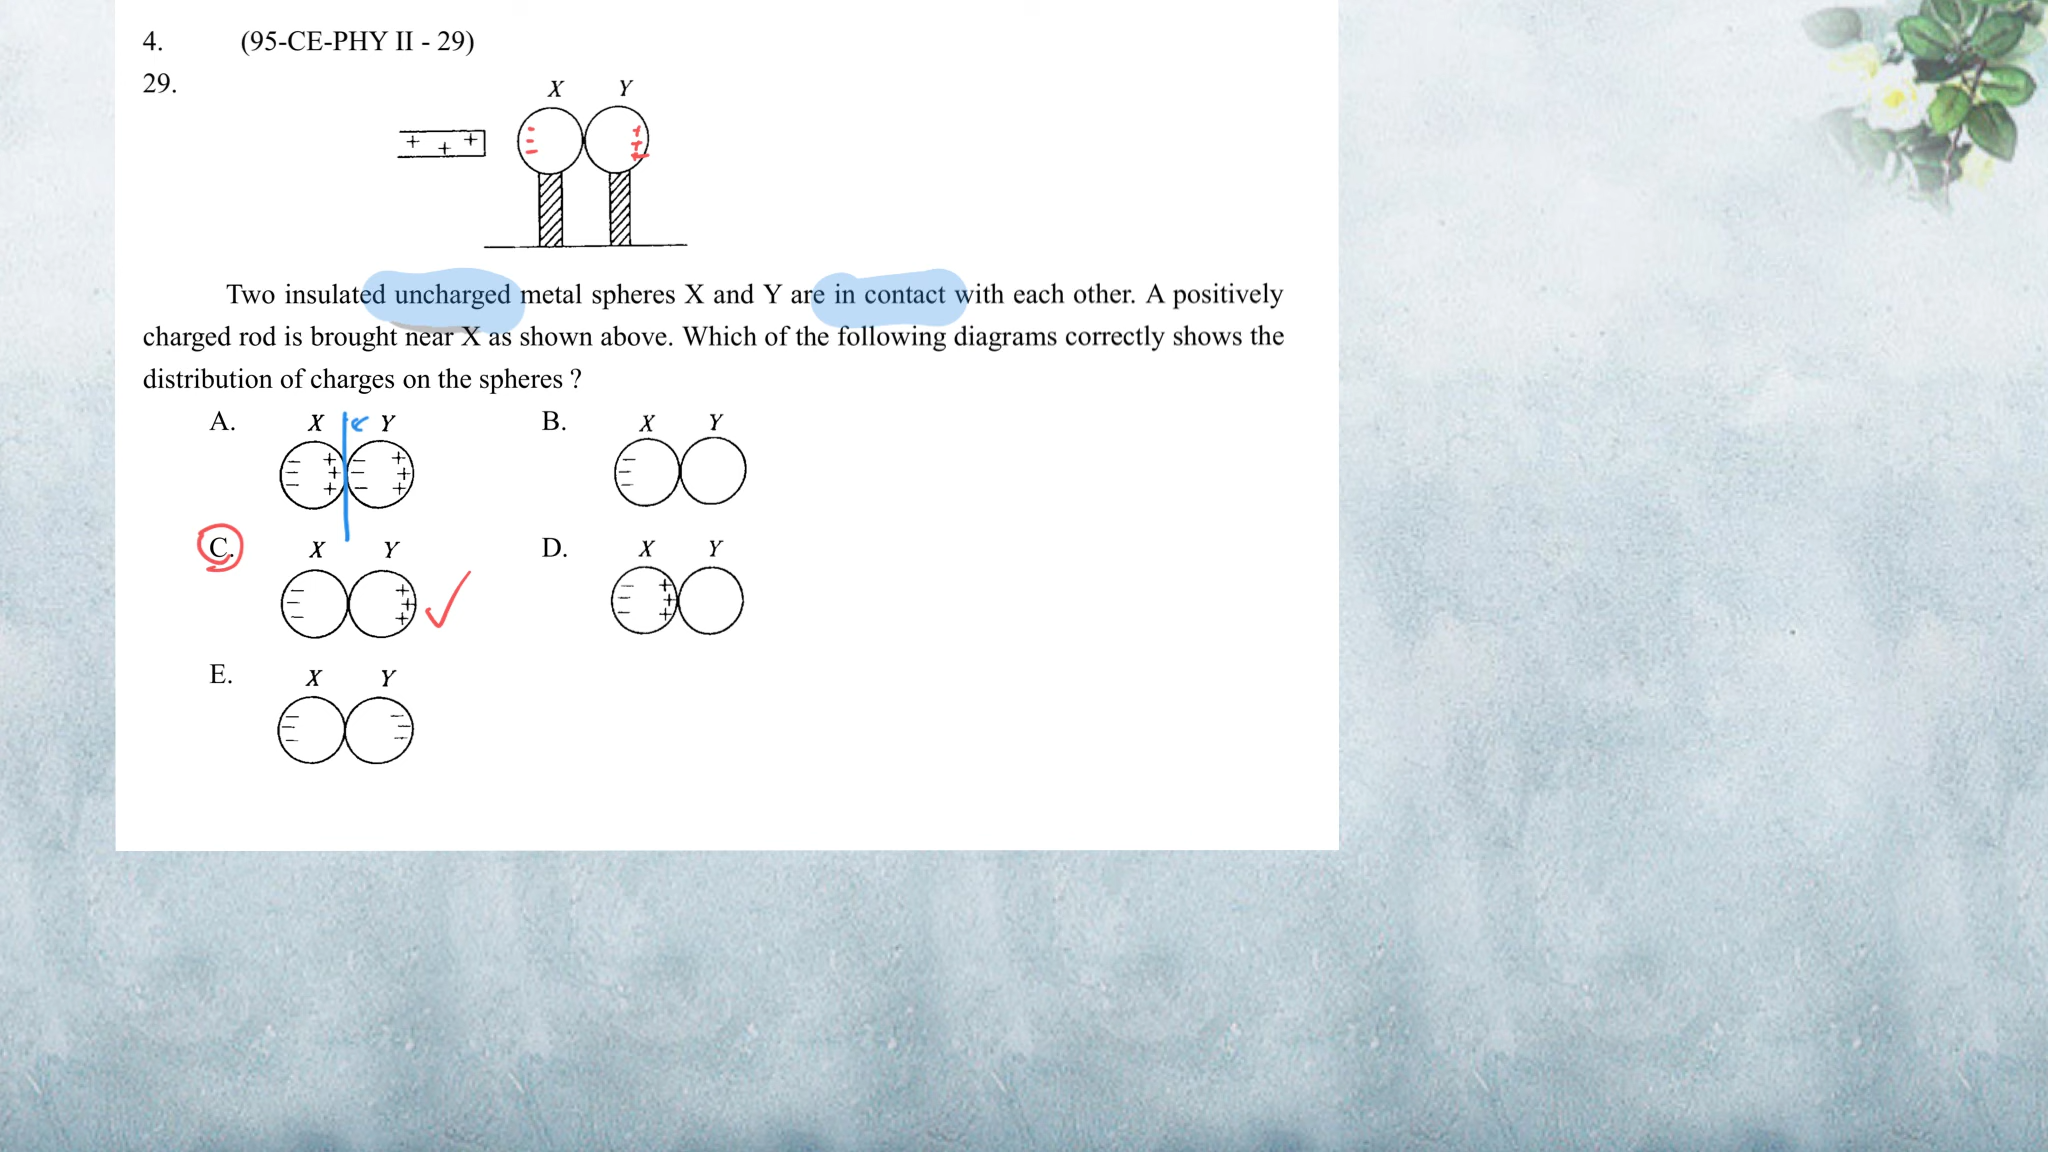 4. (95-CE-PHY II - 29)
29.
X Y
+ + +
Two insulated uncharged metal spheres X and Y are in contact with each other. A positively
charged rod is brought near X as shown above. Which of the following diagrams correctly shows the
distribution of charges on the spheres ?
A. X Y B. X Y
C. X Y D. X Y
E. X Y